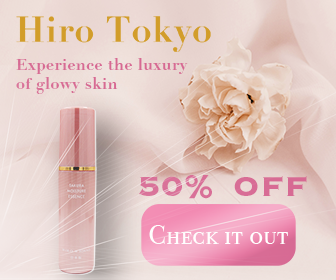 Hiro Tokyo
Experience the luxury
of glowy skin
50% OFF
CHECK IT OUT